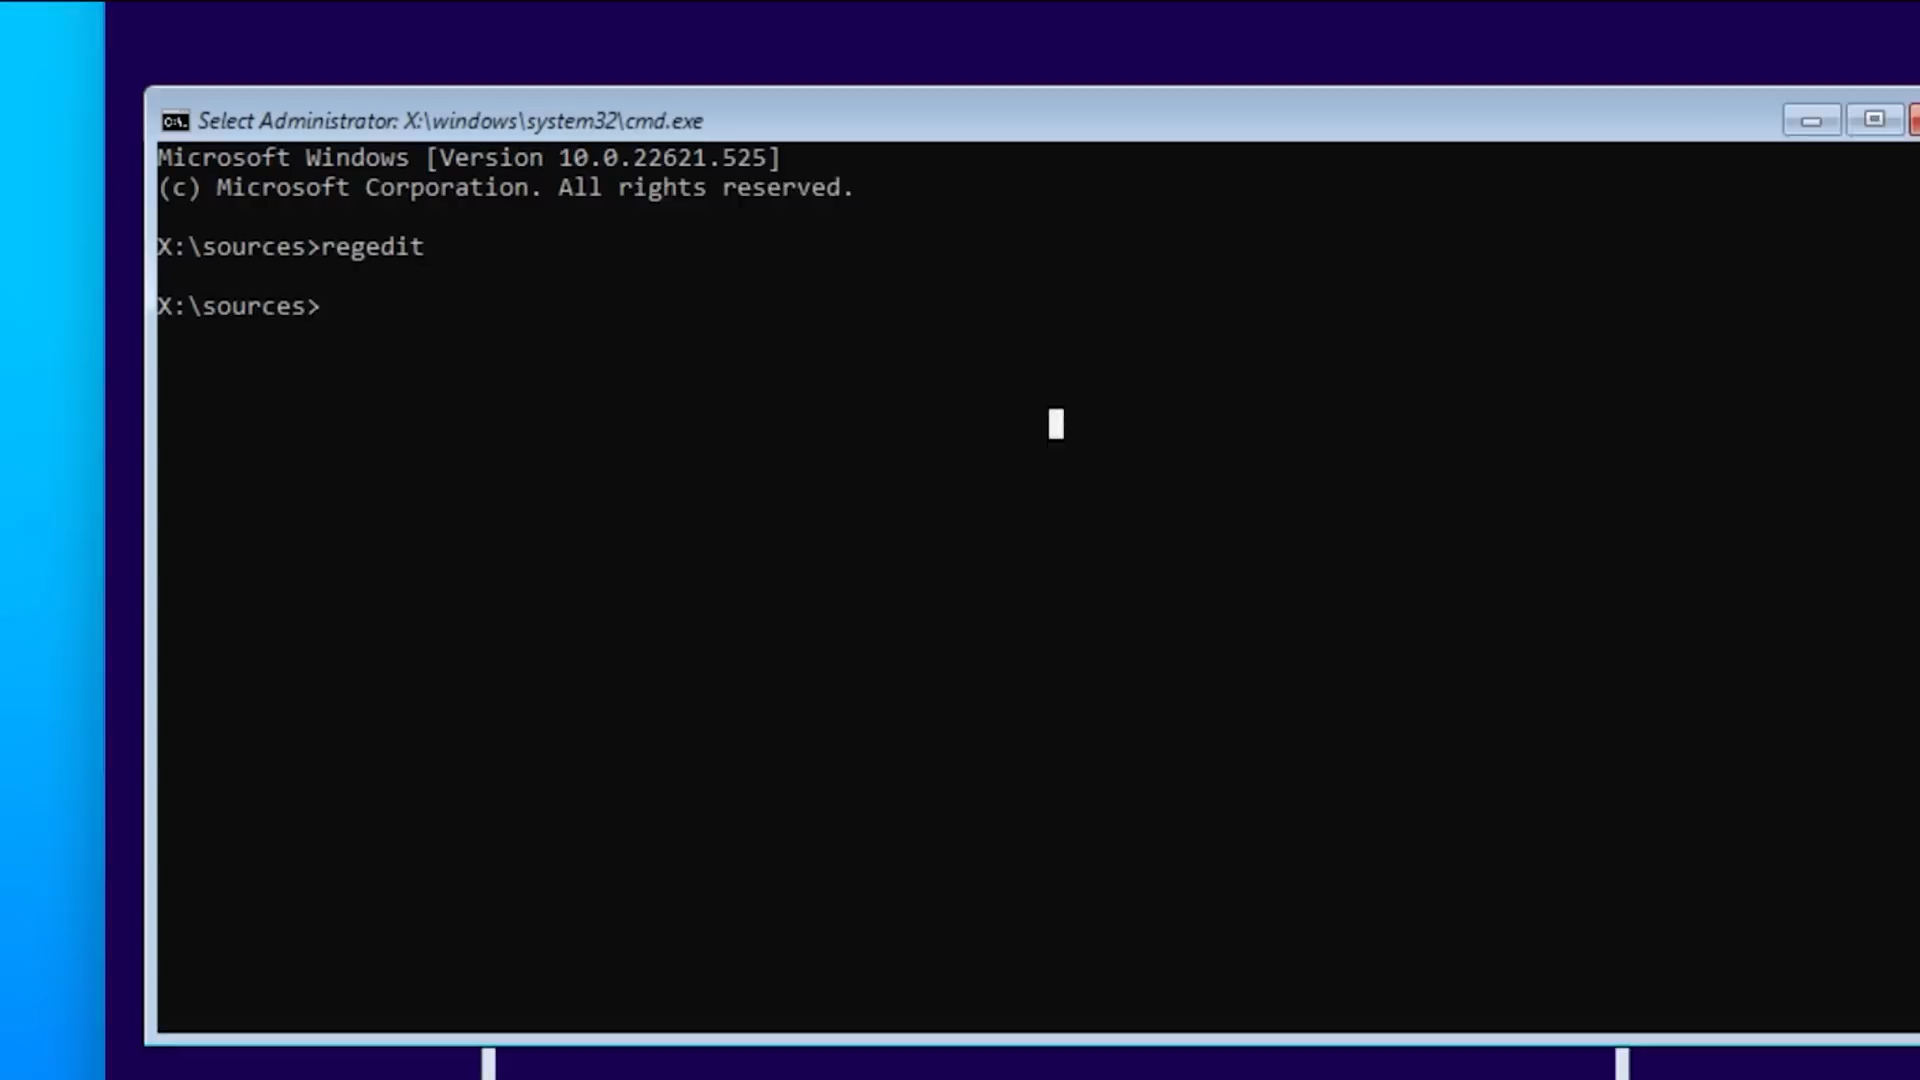 Select Administrator: X:\windows\system32\cmd.exe
Microsoft Windows [Version 10.0.22621.525]
(c) Microsoft Corporation. All rights reserved.
X:\sources>regedit
X:\sources>